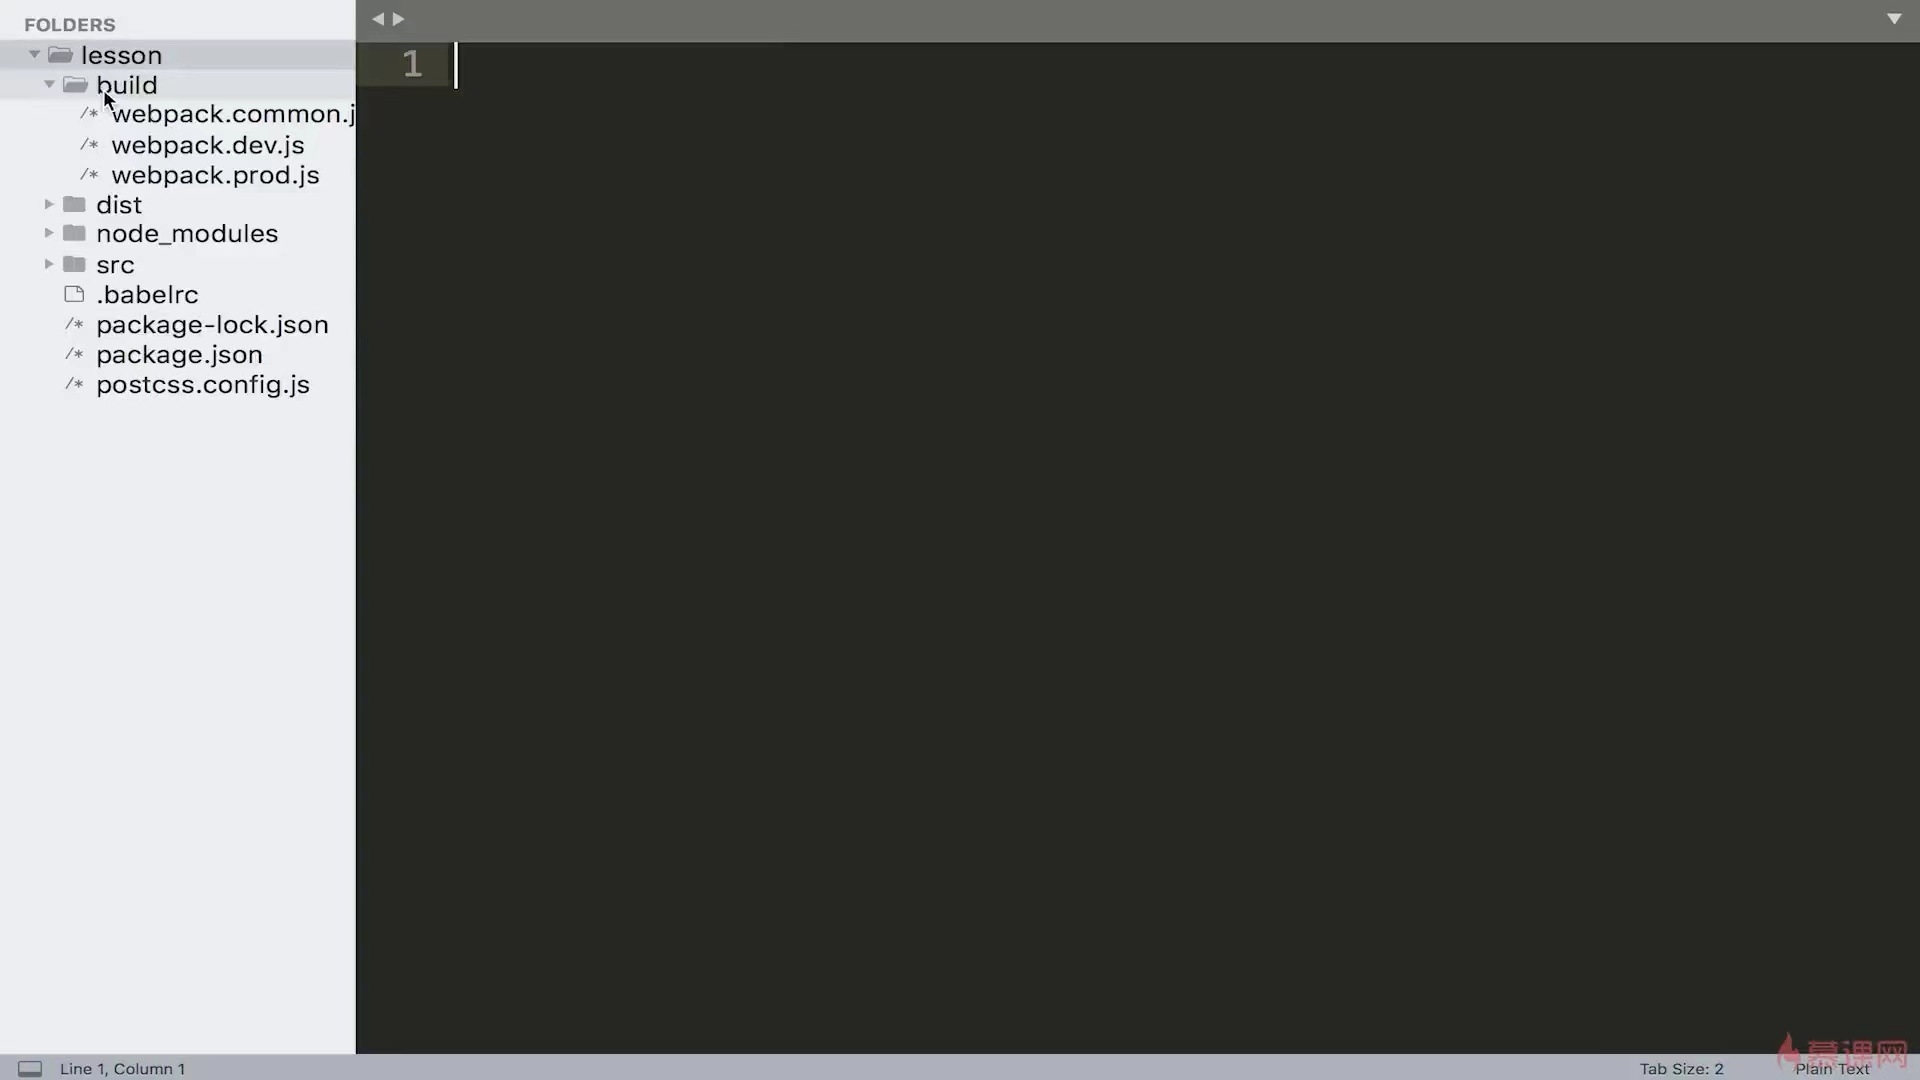 FOLDERS
lesson
build
/* webpack.common.j
/* webpack.dev.js
/* webpack.prod.js
dist
node_modules
src
.babelrc
/* package-lock.json
/* package.json
/* postcss.config.js
1
Line 1, Column 1
Tab Size: 2
Plain Text
慕课网